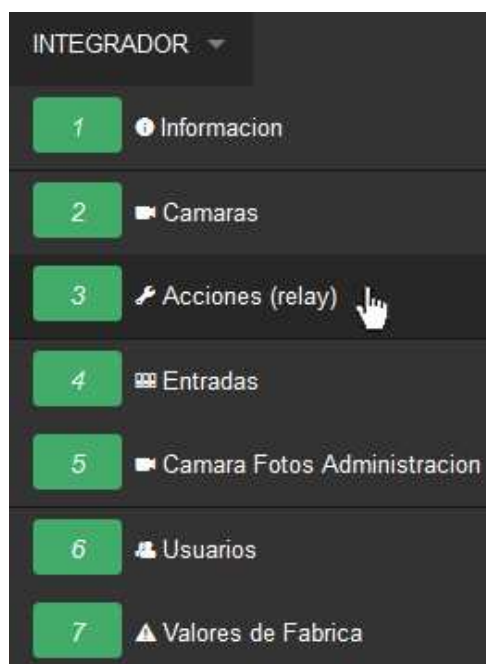 INTEGRADOR
1 Informacion
2 Camaras
3 Acciones (relay)
4 Entradas
5 Camara Fotos Administracion
6 Usuarios
7 Valores de Fabrica